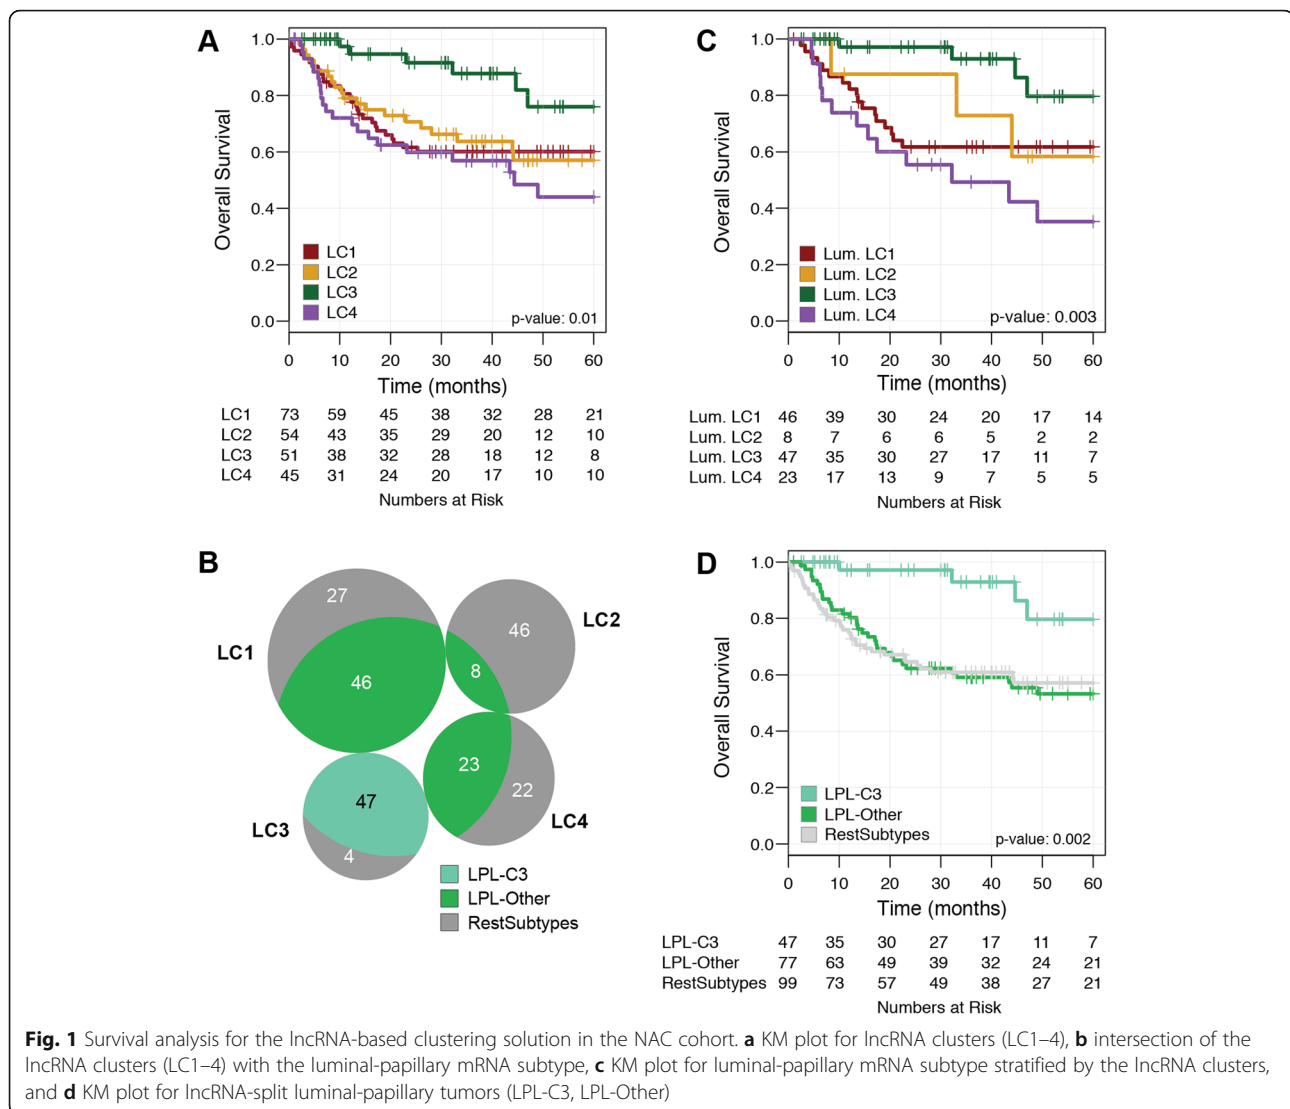 A
1.0
0.8
0.6
0.4
0.2
0.0
Overall Survival
LC1
LC2
LC3
LC4
p-value: 0.01
0 10 20 30 40 50 60
Time (months)
LC1 73 59 45 38 32 28 21
LC2 54 43 35 29 20 12 10
LC3 51 38 32 28 18 12 8
LC4 45 31 24 20 17 10 10
Numbers at Risk
C
1.0
0.8
0.6
0.4
0.2
0.0
Overall Survival
Lum. LC1
Lum. LC2
Lum. LC3
Lum. LC4
p-value: 0.003
0 10 20 30 40 50 60
Time (months)
Lum. LC1 46 39 30 24 20 17 14
Lum. LC2 8 7 6 6 5 2 2
Lum. LC3 47 35 30 27 17 11 7
Lum. LC4 23 17 13 9 7 5 5
Numbers at Risk
B
27
46
LC1
46
8
LC2
47
4
LC3
23
22
LC4
LPL-C3
LPL-Other
RestSubtypes
D
1.0
0.8
0.6
0.4
0.2
0.0
Overall Survival
LPL-C3
LPL-Other
RestSubtypes
p-value: 0.002
0 10 20 30 40 50 60
Time (months)
LPL-C3 47 35 30 27 17 11 7
LPL-Other 77 63 49 39 32 24 21
RestSubtypes 99 73 57 49 38 27 21
Numbers at Risk
Fig. 1 Survival analysis for the lncRNA-based clustering solution in the NAC cohort. a KM plot for lncRNA clusters (LC1–4), b intersection of the
lncRNA clusters (LC1–4) with the luminal-papillary mRNA subtype, c KM plot for luminal-papillary mRNA subtype stratified by the lncRNA clusters,
and d KM plot for lncRNA-split luminal-papillary tumors (LPL-C3, LPL-Other)